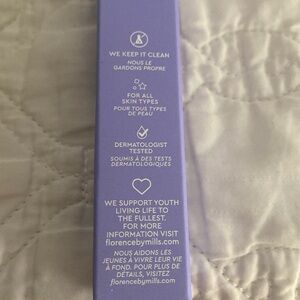 WE KEEP IT CLEAN
NOUS LE
GARDONS PROPRE
FOR ALL
SKIN TYPES
POUR TOUS TYPES
DE PEAU
DERMATOLOGIST
TESTED
SOUMIS À DES TESTS
DERMATOLOGIQUES
WE SUPPORT YOUTH
LIVING LIFE TO
THE FULLEST.
FOR MORE
INFORMATION VISIT
florencebymills.com
NOUS AIDONS LES
JEUNES À VIVRE LEUR VIE
À FOND. POUR PLUS DE
DÉTAILS, VISITEZ
florencebymills.com